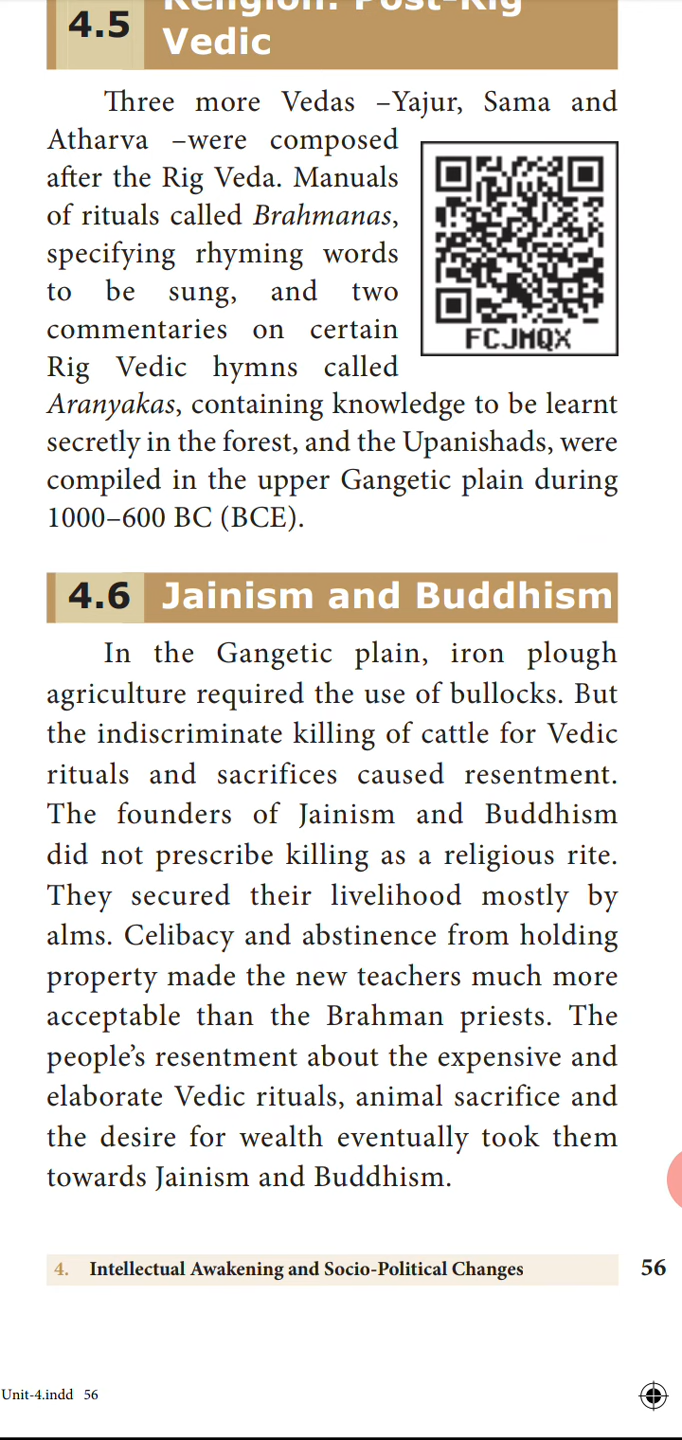 4.5
Religion: Post-Rig
Vedic
Three more Vedas –Yajur, Sama and
Atharva –were composed
after the Rig Veda. Manuals
of rituals called Brahmanas,
specifying rhyming words
to be sung, and two
commentaries on certain
Rig Vedic hymns called
FCJMQX
Aranyakas, containing knowledge to be learnt
secretly in the forest, and the Upanishads, were
compiled in the upper Gangetic plain during
1000–600 BC (BCE).
4.6 Jainism and Buddhism
In the Gangetic plain, iron plough
agriculture required the use of bullocks. But
the indiscriminate killing of cattle for Vedic
rituals and sacrifices caused resentment.
The founders of Jainism and Buddhism
did not prescribe killing as a religious rite.
They secured their livelihood mostly by
alms. Celibacy and abstinence from holding
property made the new teachers much more
acceptable than the Brahman priests. The
people’s resentment about the expensive and
elaborate Vedic rituals, animal sacrifice and
the desire for wealth eventually took them
towards Jainism and Buddhism.
4. Intellectual Awakening and Socio-Political Changes 56
Unit-4.indd 56